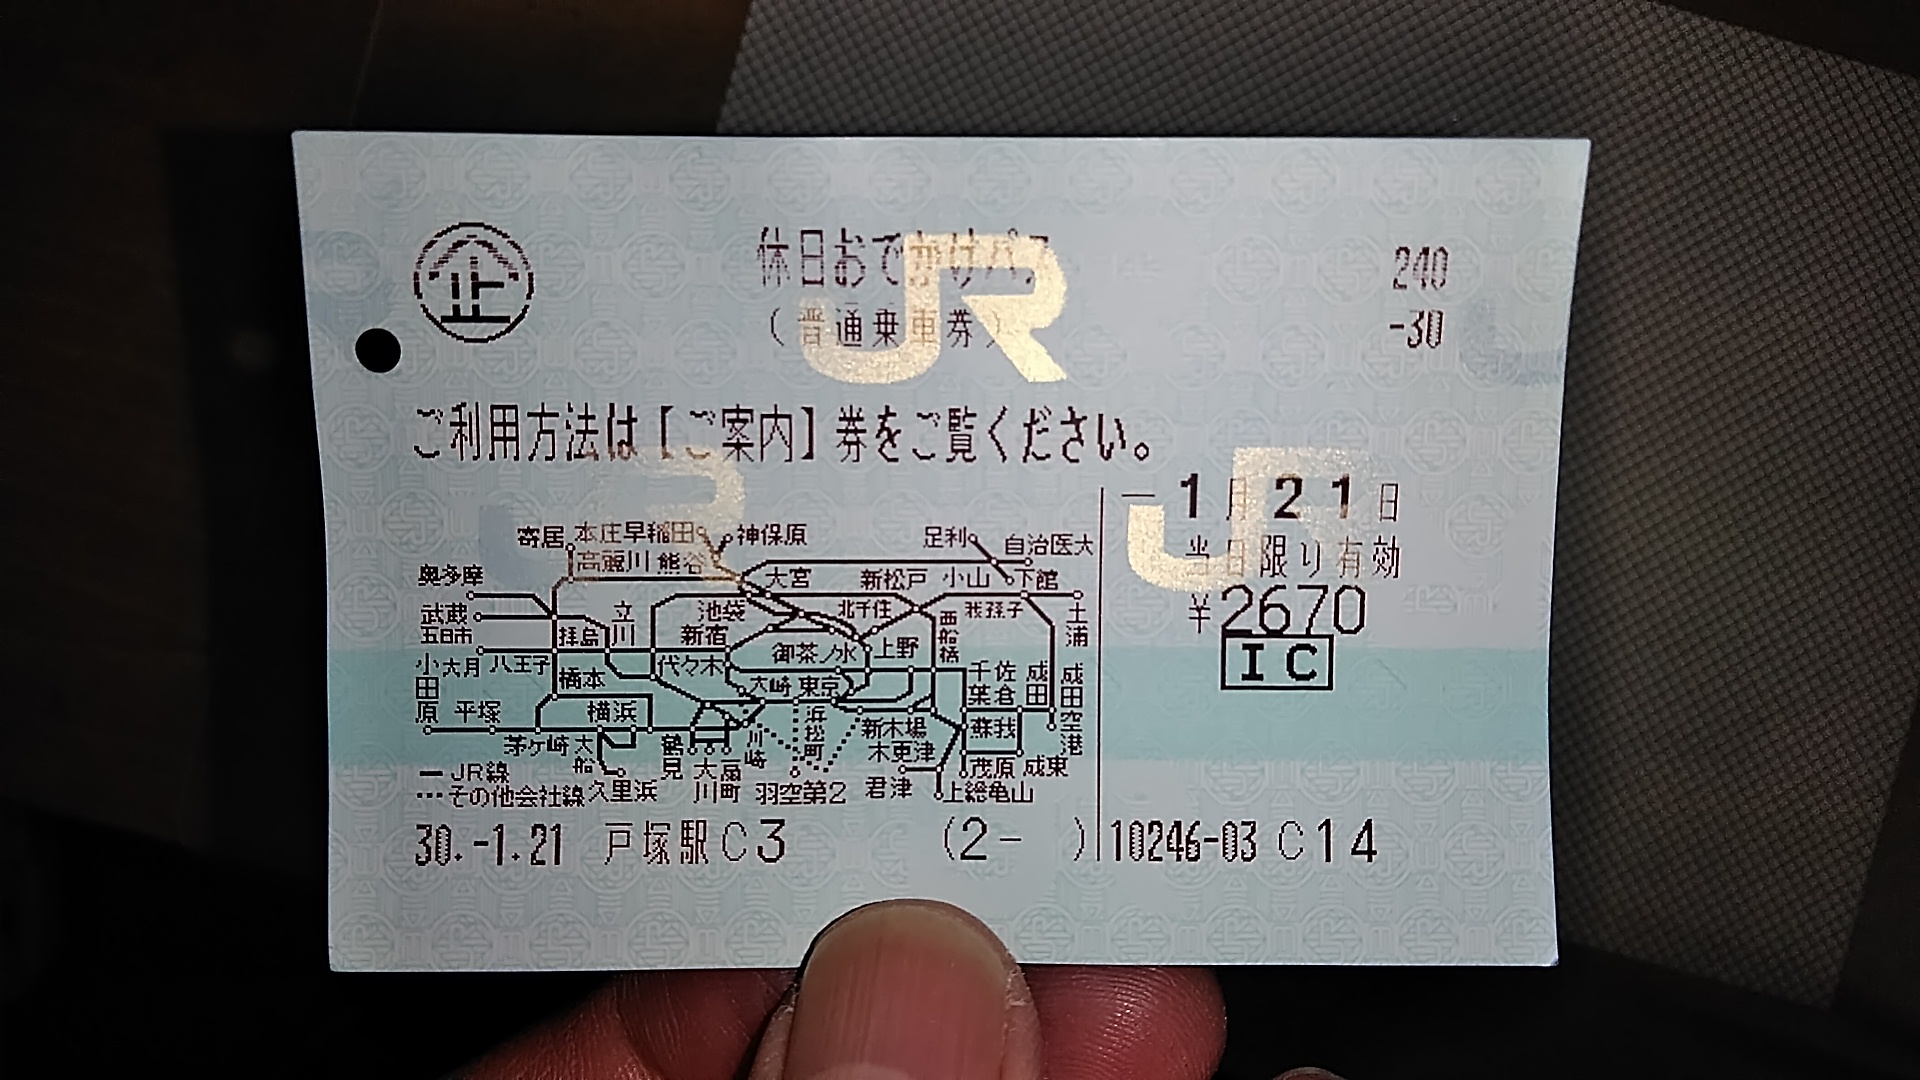 企
休日おでかけパス
240
(普通乗車券)
-30
JR
ご利用方法は【ご案内】券をご覧ください。
-1月21日
当日限り有効
¥2670
IC
寄居 本庄早稲田 神保原 足利 自治医大
高麗川 熊谷
奥多摩 大宮 新松戸 小山 下館
武蔵五日市 拝島 立川 池袋 北千住 我孫子 土浦
新宿 西船橋
小田原 大月 八王子 橋本 代々木 御茶ノ水 上野
大崎 東京 千葉 佐倉 成田 成田空港
平塚 横浜 浜松町 新木場 蘇我
茅ケ崎 大船 鶴見 川崎 木更津
―JR線 大川 扇町 茂原 成東
…その他会社線 久里浜 羽空第2 君津 上総亀山
30.-1.21 戸塚駅C3 (2- ) 10246-03 C14